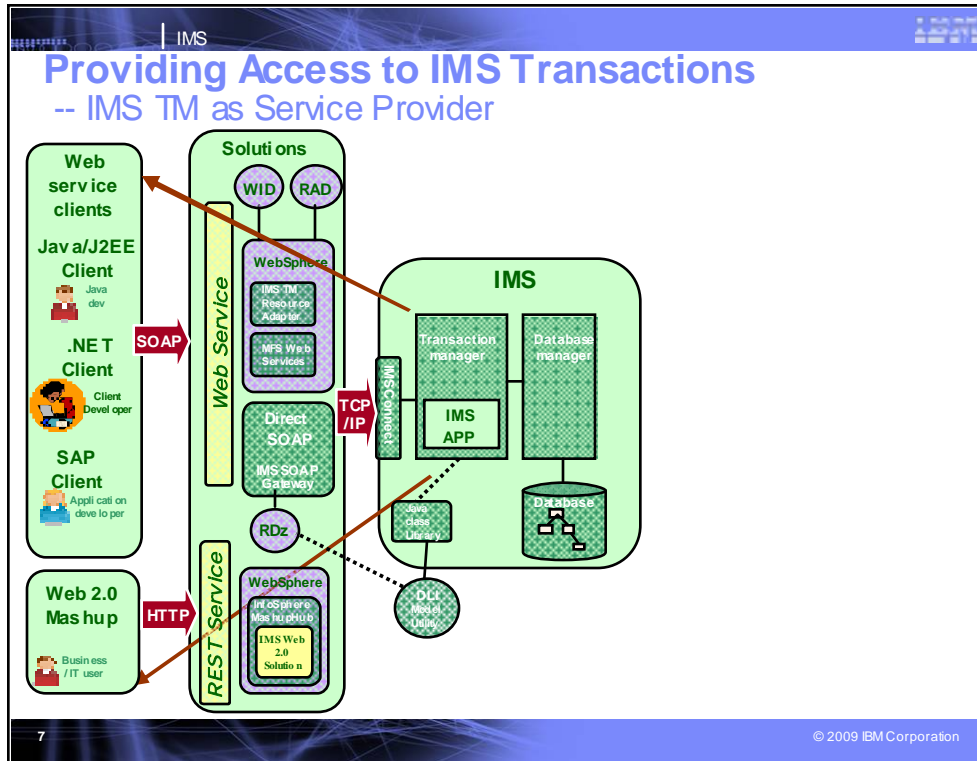 IMS
IBM
Providing Access to IMS Transactions
-- IMS TM as Service Provider
Web
service
clients
Java/J2EE
Client
Java
dev
.NET
Client
Client
Developer
SAP
Client
Application
developer
SOAP
Web 2.0
Mashup
Business
/ IT user
HTTP
Solutions
WID
RAD
Web Service
WebSphere
IMS TM
Resource
Adapter
MFS Web
Services
Direct
SOAP
IMS SOAP
Gateway
RDz
REST Service
WebSphere
InfoSphere
MashupHub
IMS Web
2.0
Solution
TCP
/IP
IMS
IMS Connect
Transaction
manager
IMS
APP
Database
manager
Java
class
library
Database
DLI
Model
Utility
7
© 2009 IBM Corporation